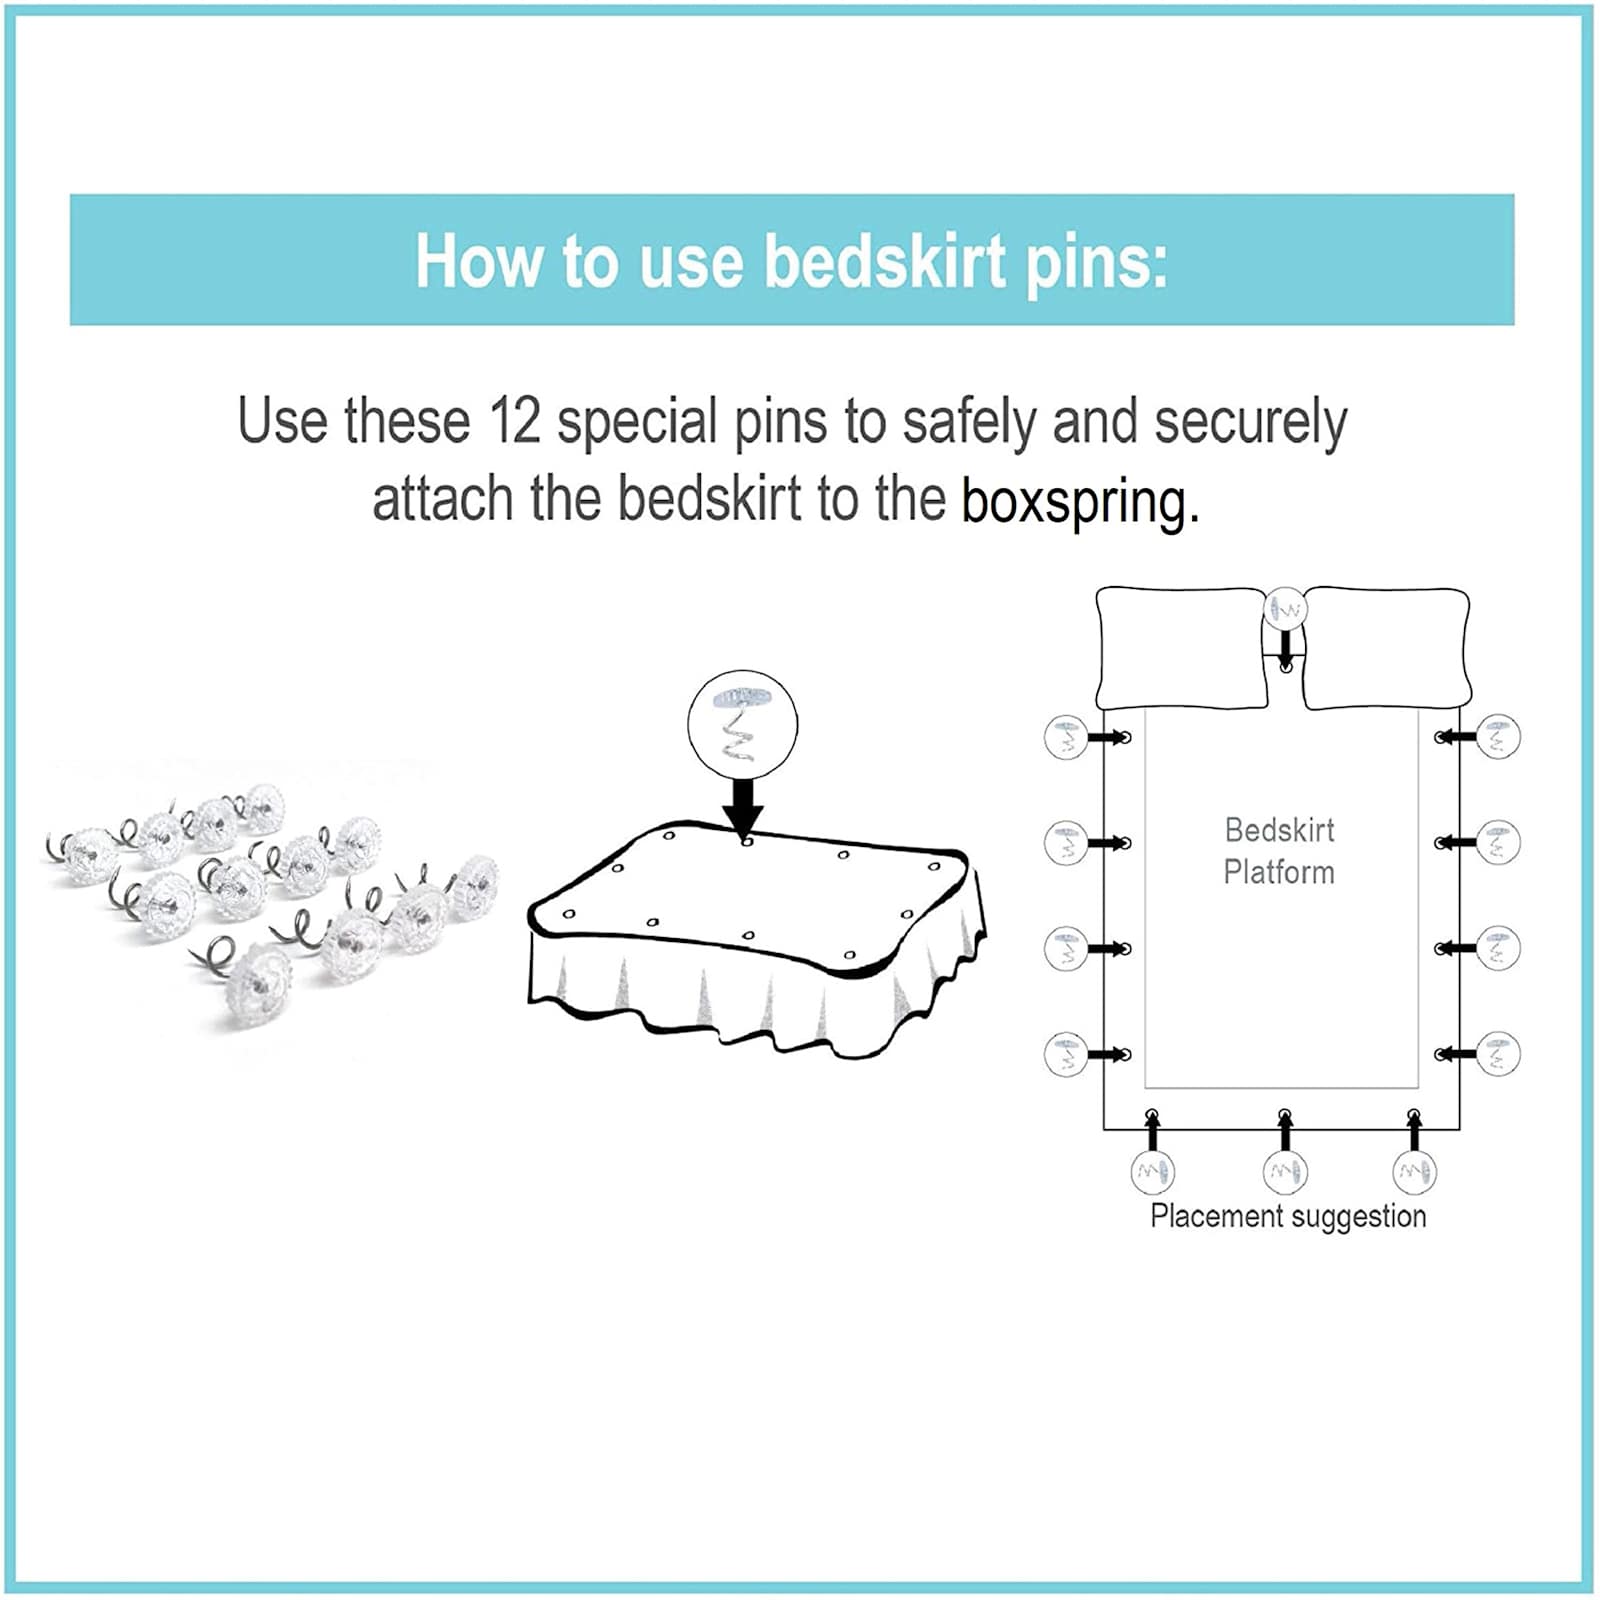 How to use bedskirt pins:
Use these 12 special pins to safely and securely
attach the bedskirt to the boxspring.
Bedskirt
Platform
Placement suggestion